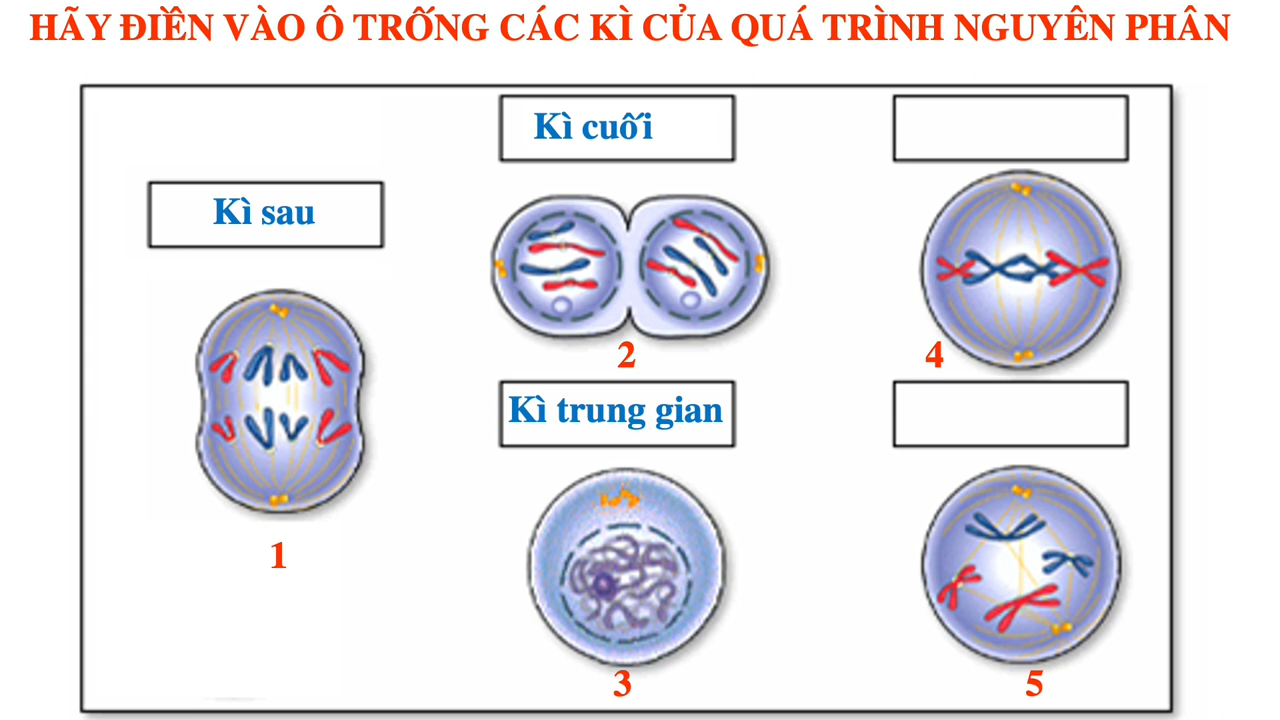 HÃY ĐIỀN VÀO Ô TRỐNG CÁC KÌ CỦA QUÁ TRÌNH NGUYÊN PHÂN
Kì cuối
Kì sau
2
4
Kì trung gian
1
3
5